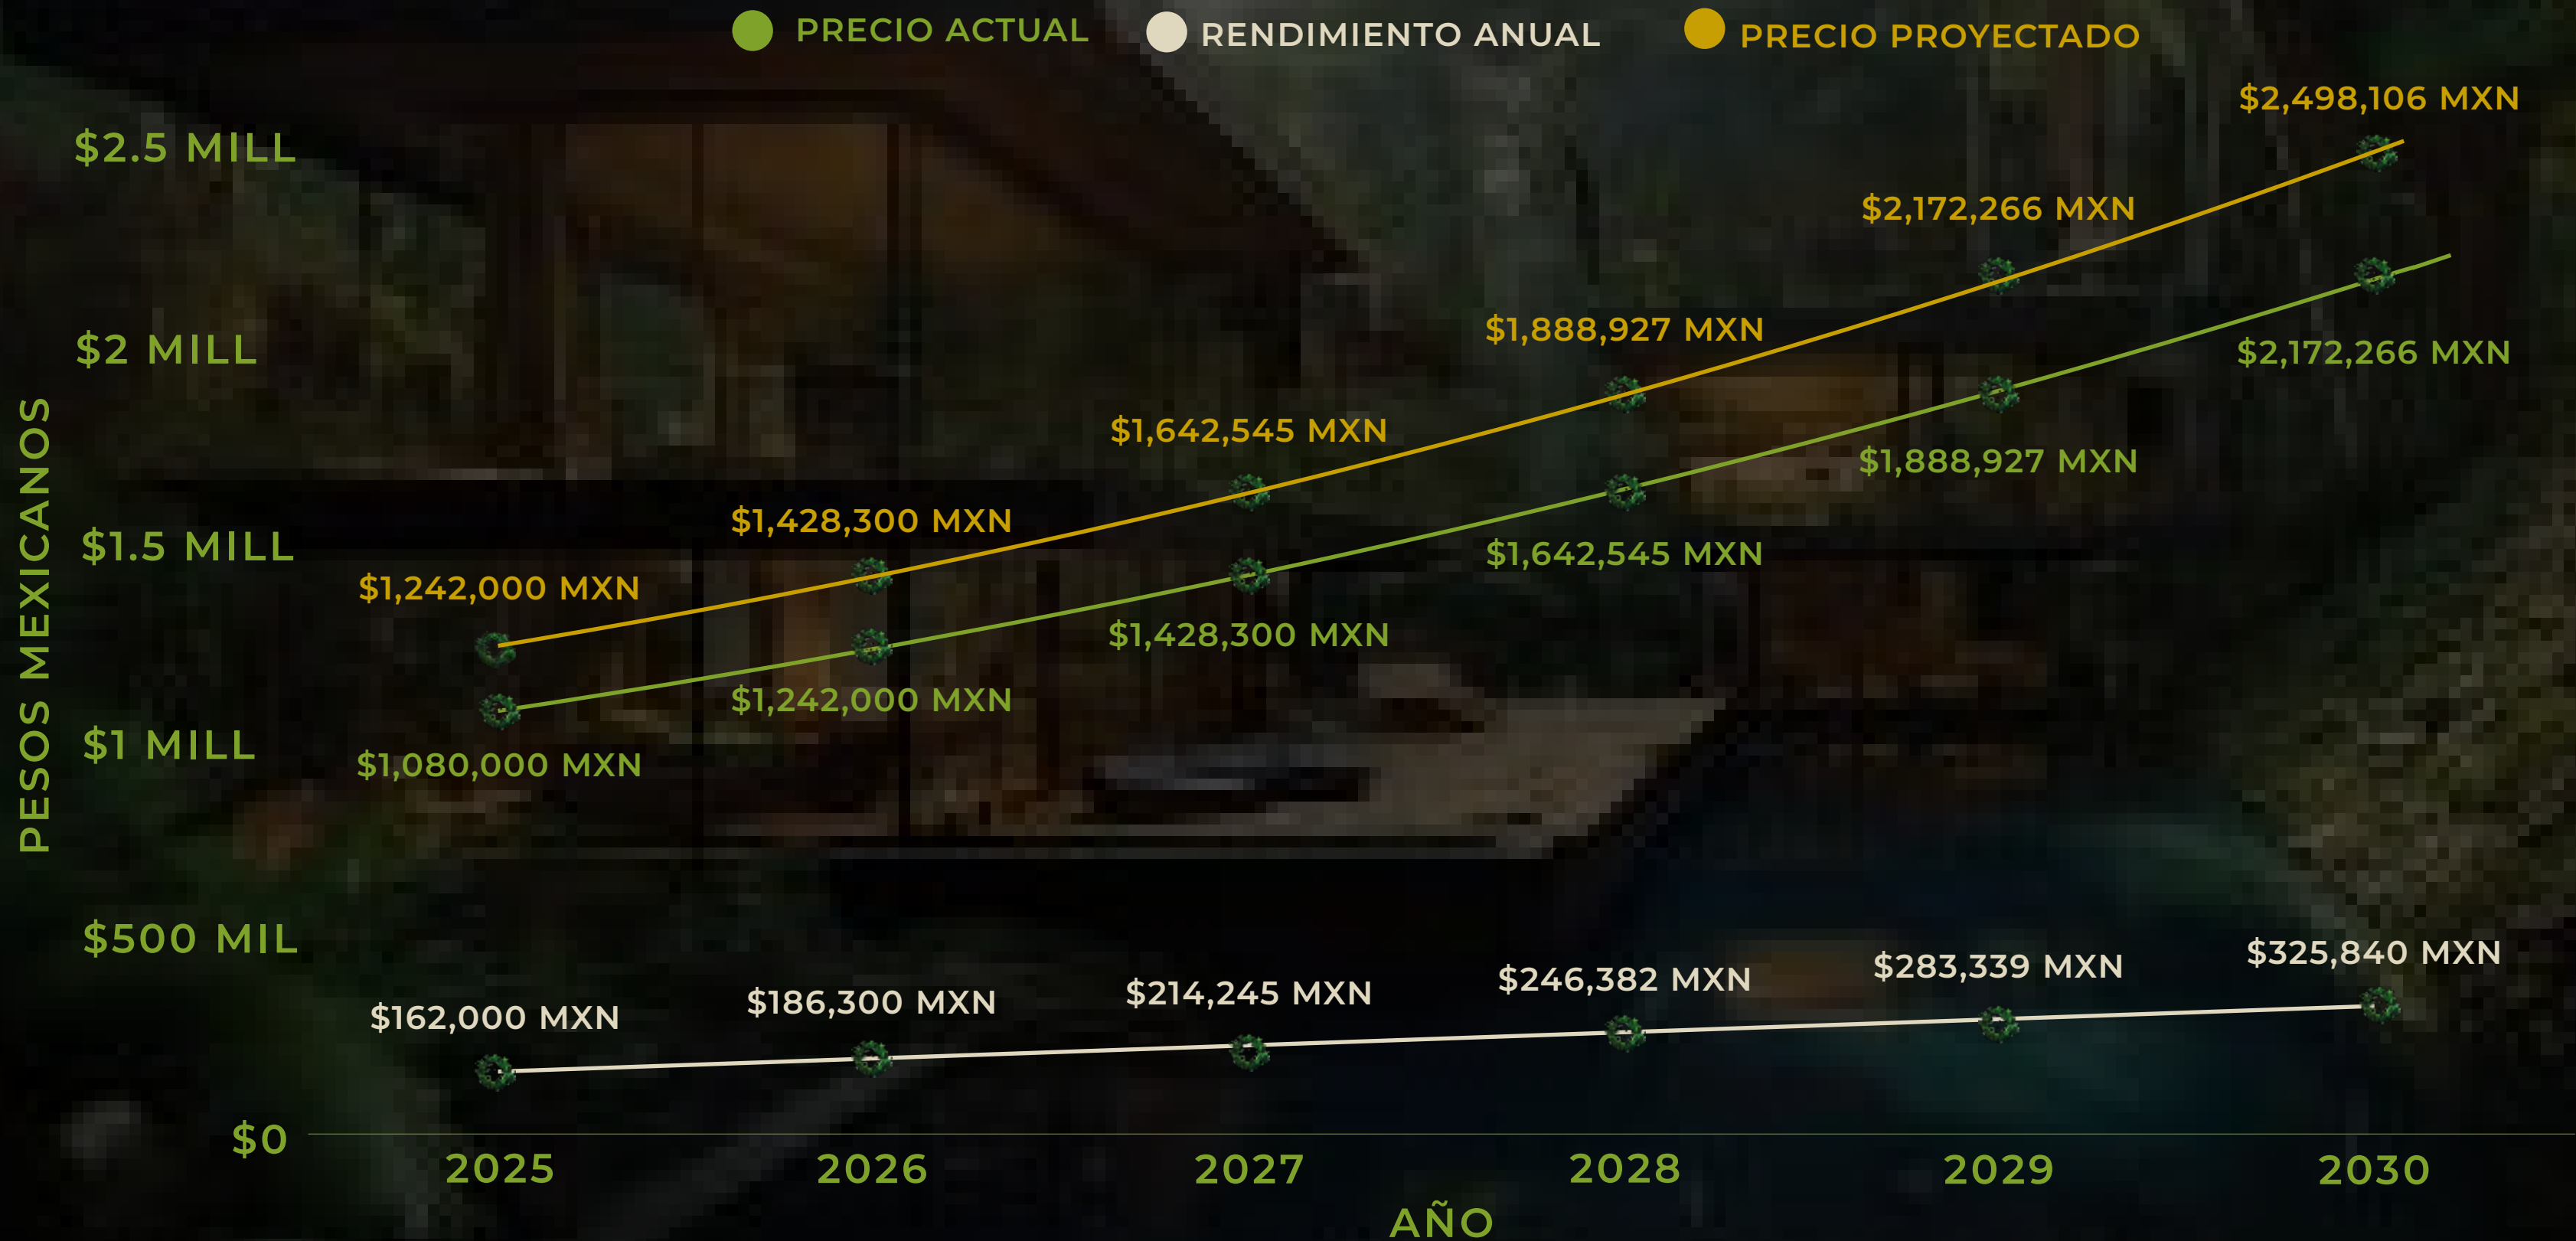 PRECIO ACTUAL
RENDIMIENTO ANUAL
PRECIO PROYECTADO
$2,498,106 MXN
$2.5 MILL
$2,172,266 MXN
$1,888,927 MXN
$2 MILL
$2,172,266 MXN
$1,642,545 MXN
$1,888,927 MXN
$1,428,300 MXN
$1.5 MILL
$1,642,545 MXN
$1,242,000 MXN
$1,428,300 MXN
PESOS MEXICANOS
$1,242,000 MXN
$1 MILL
$1,080,000 MXN
$500 MIL
$325,840 MXN
$283,339 MXN
$246,382 MXN
$214,245 MXN
$186,300 MXN
$162,000 MXN
$0
2025
2026
2027
2028
2029
2030
AÑO